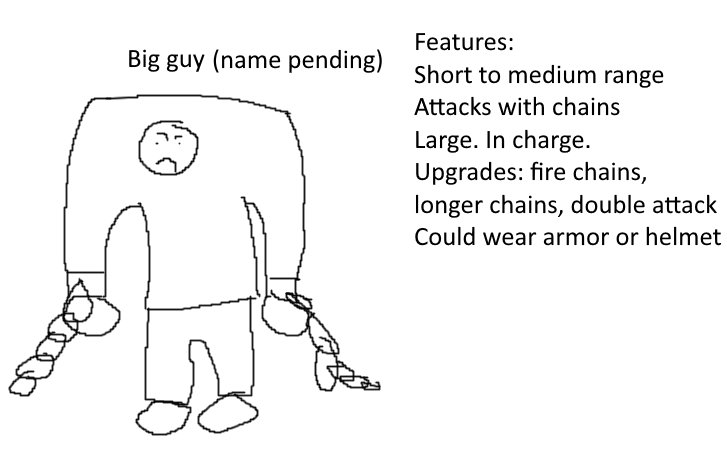 Big guy (name pending)
Features:
Short to medium range
Attacks with chains
Large. In charge.
Upgrades: fire chains,
longer chains, double attack
Could wear armor or helmet